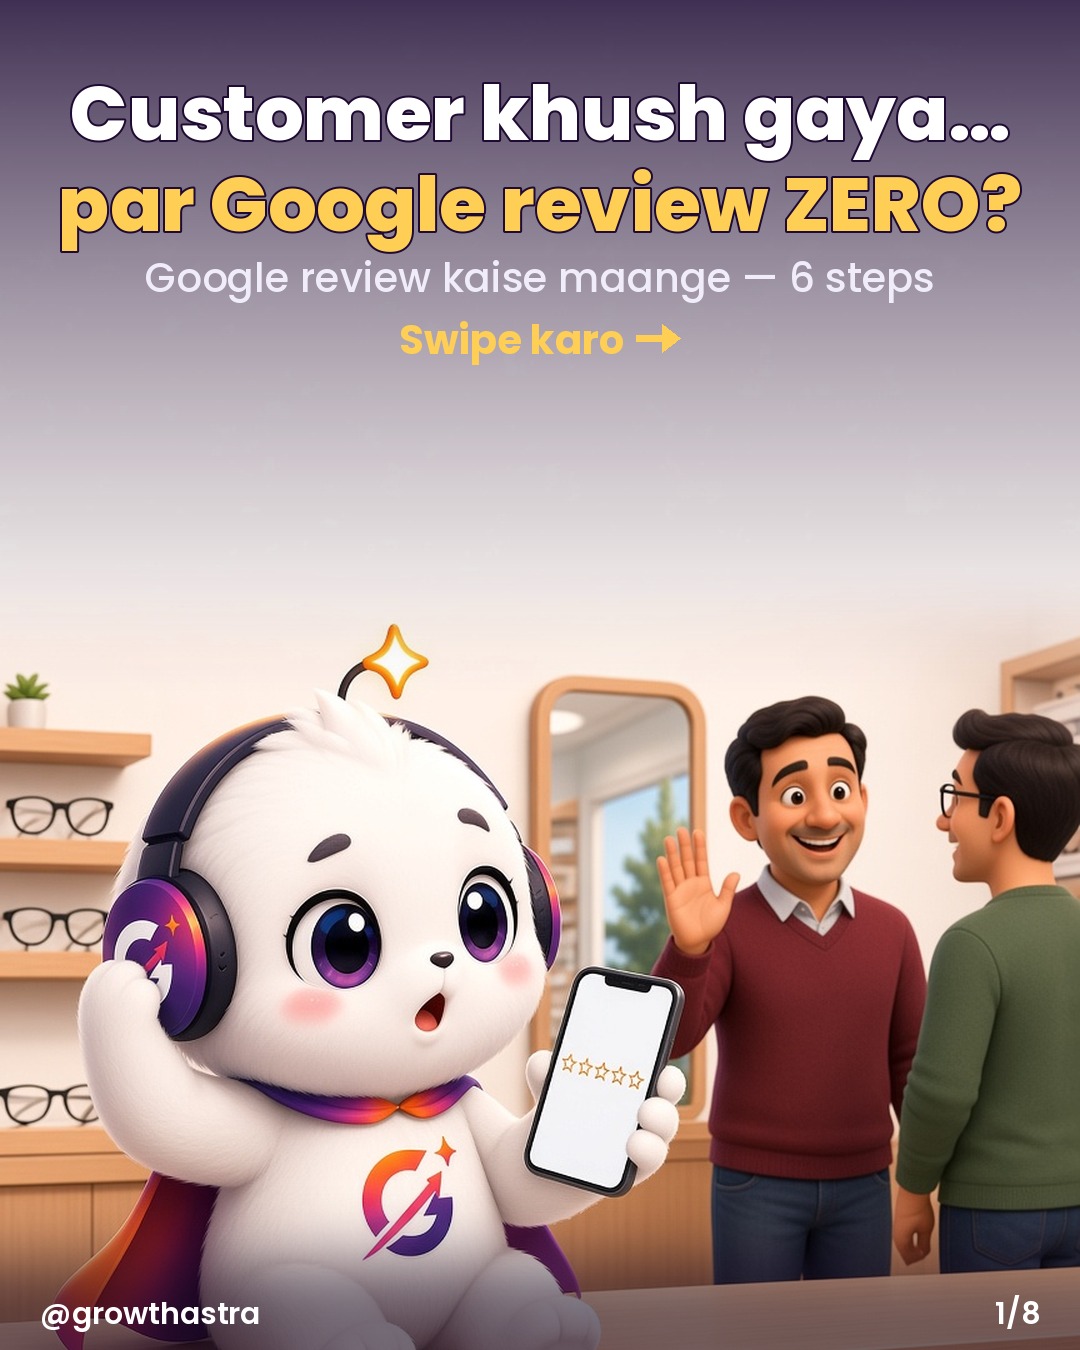 Customer khush gaya...
par Google review ZERO?
Google review kaise maange — 6 steps
Swipe karo →
@growthastra
1/8